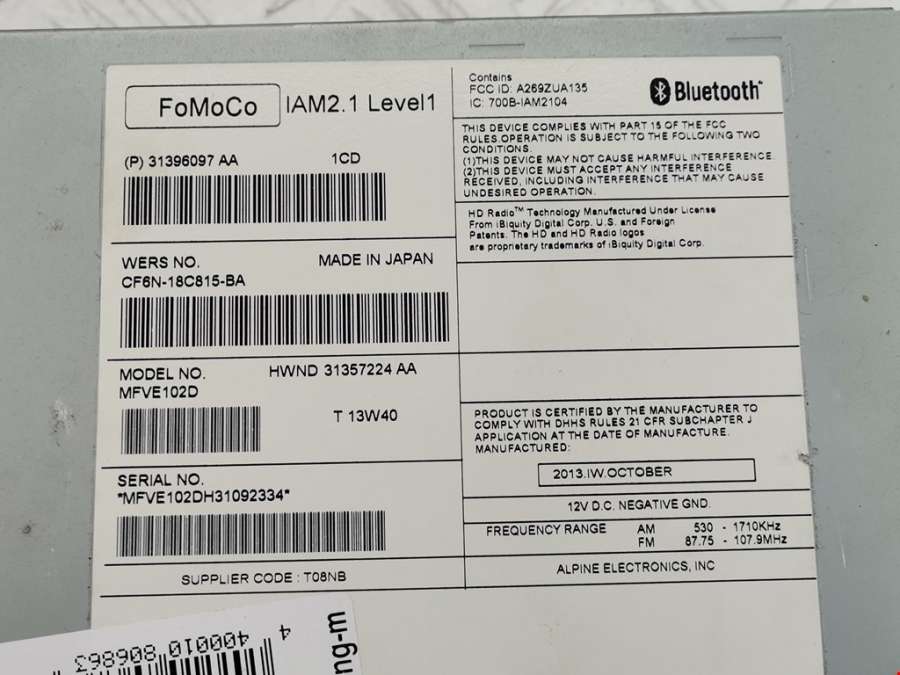 FoMoCo IAM2.1 Level1
(P) 31396097 AA 1CD
WERS NO. MADE IN JAPAN
CF6N-18C815-BA
MODEL NO. HWND 31357224 AA
MFVE102D
T 13W40
SERIAL NO.
*MFVE102DH31092334*
SUPPLIER CODE : T08NB
Contains
FCC ID: A269ZUA135
IC: 700B-IAM2104
Bluetooth™
THIS DEVICE COMPLIES WITH PART 15 OF THE FCC
RULES.OPERATION IS SUBJECT TO THE FOLLOWING TWO
CONDITIONS.
(1)THIS DEVICE MAY NOT CAUSE HARMFUL INTERFERENCE.
(2)THIS DEVICE MUST ACCEPT ANY INTERFERENCE
RECEIVED, INCLUDING INTERFERENCE THAT MAY CAUSE
UNDESIRED OPERATION.
HD Radio™ Technology Manufactured Under License
From iBiquity Digital Corp. U.S. and Foreign
Patents. The HD and HD Radio logos
are proprietary trademarks of iBiquity Digital Corp.
PRODUCT IS CERTIFIED BY THE MANUFACTURER TO
COMPLY WITH DHHS RULES 21 CFR SUBCHAPTER J
APPLICATION AT THE DATE OF MANUFACTURE.
MANUFACTURED:
2013.IW.OCTOBER
12V D.C. NEGATIVE GND.
FREQUENCY RANGE AM 530 - 1710KHz
FM 87.75 - 107.9MHz
ALPINE ELECTRONICS, INC
4 400010 806863
ng-m